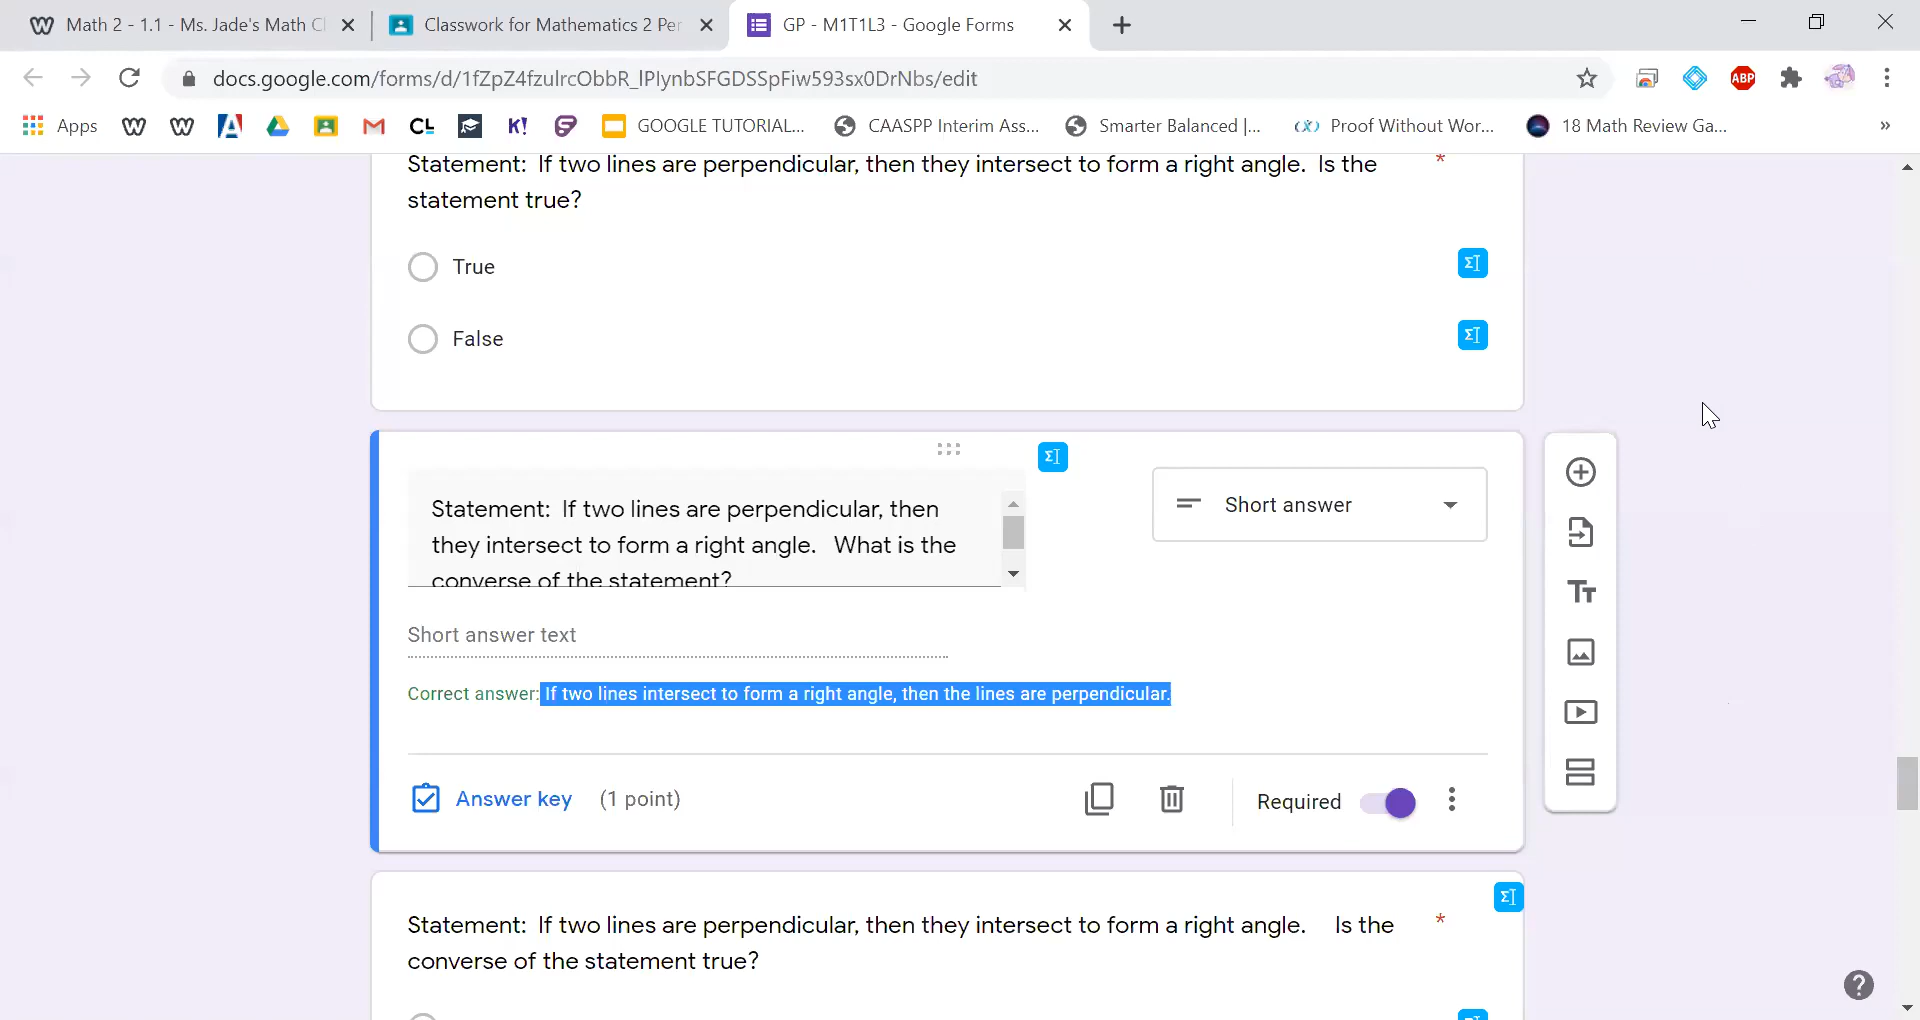 Math 2 - 1.1 - Ms. Jade's Math Cl
Classwork for Mathematics 2 Per
GP - M1T1L3 - Google Forms
docs.google.com/forms/d/1fZpZ4fzulrcObbR_lPIynbSFGDSSpFiw593sx0DrNbs/edit
ABP
Apps
CL
K!
GOOGLE TUTORIAL...
CAASPP Interim Ass...
Smarter Balanced |...
(X) Proof Without Wor...
18 Math Review Ga...
»
Statement: If two lines are perpendicular, then they intersect to form a right angle. Is the *
statement true?
True
False
Statement: If two lines are perpendicular, then
they intersect to form a right angle. What is the
converse of the statement?
Short answer
Short answer text
Correct answer: If two lines intersect to form a right angle, then the lines are perpendicular.
Answer key (1 point)
Required
Statement: If two lines are perpendicular, then they intersect to form a right angle. Is the *
converse of the statement true?